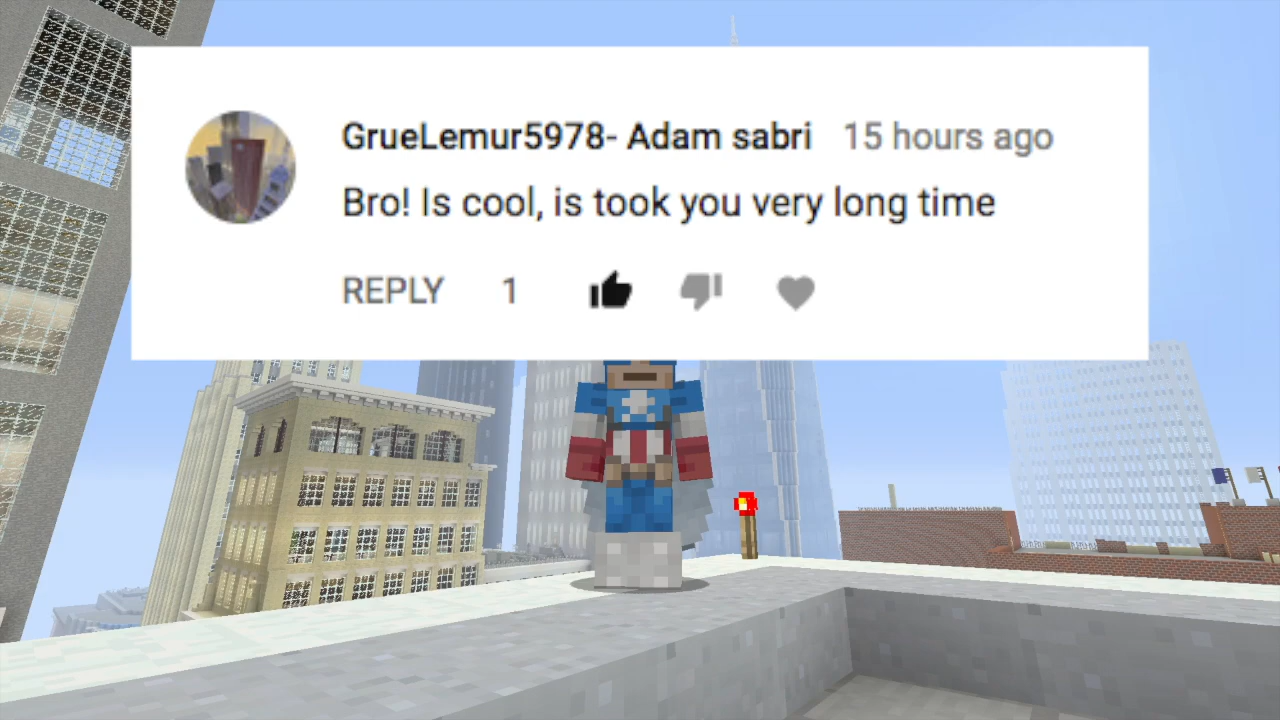 GrueLemur5978- Adam sabri 15 hours ago
Bro! Is cool, is took you very long time
REPLY 1